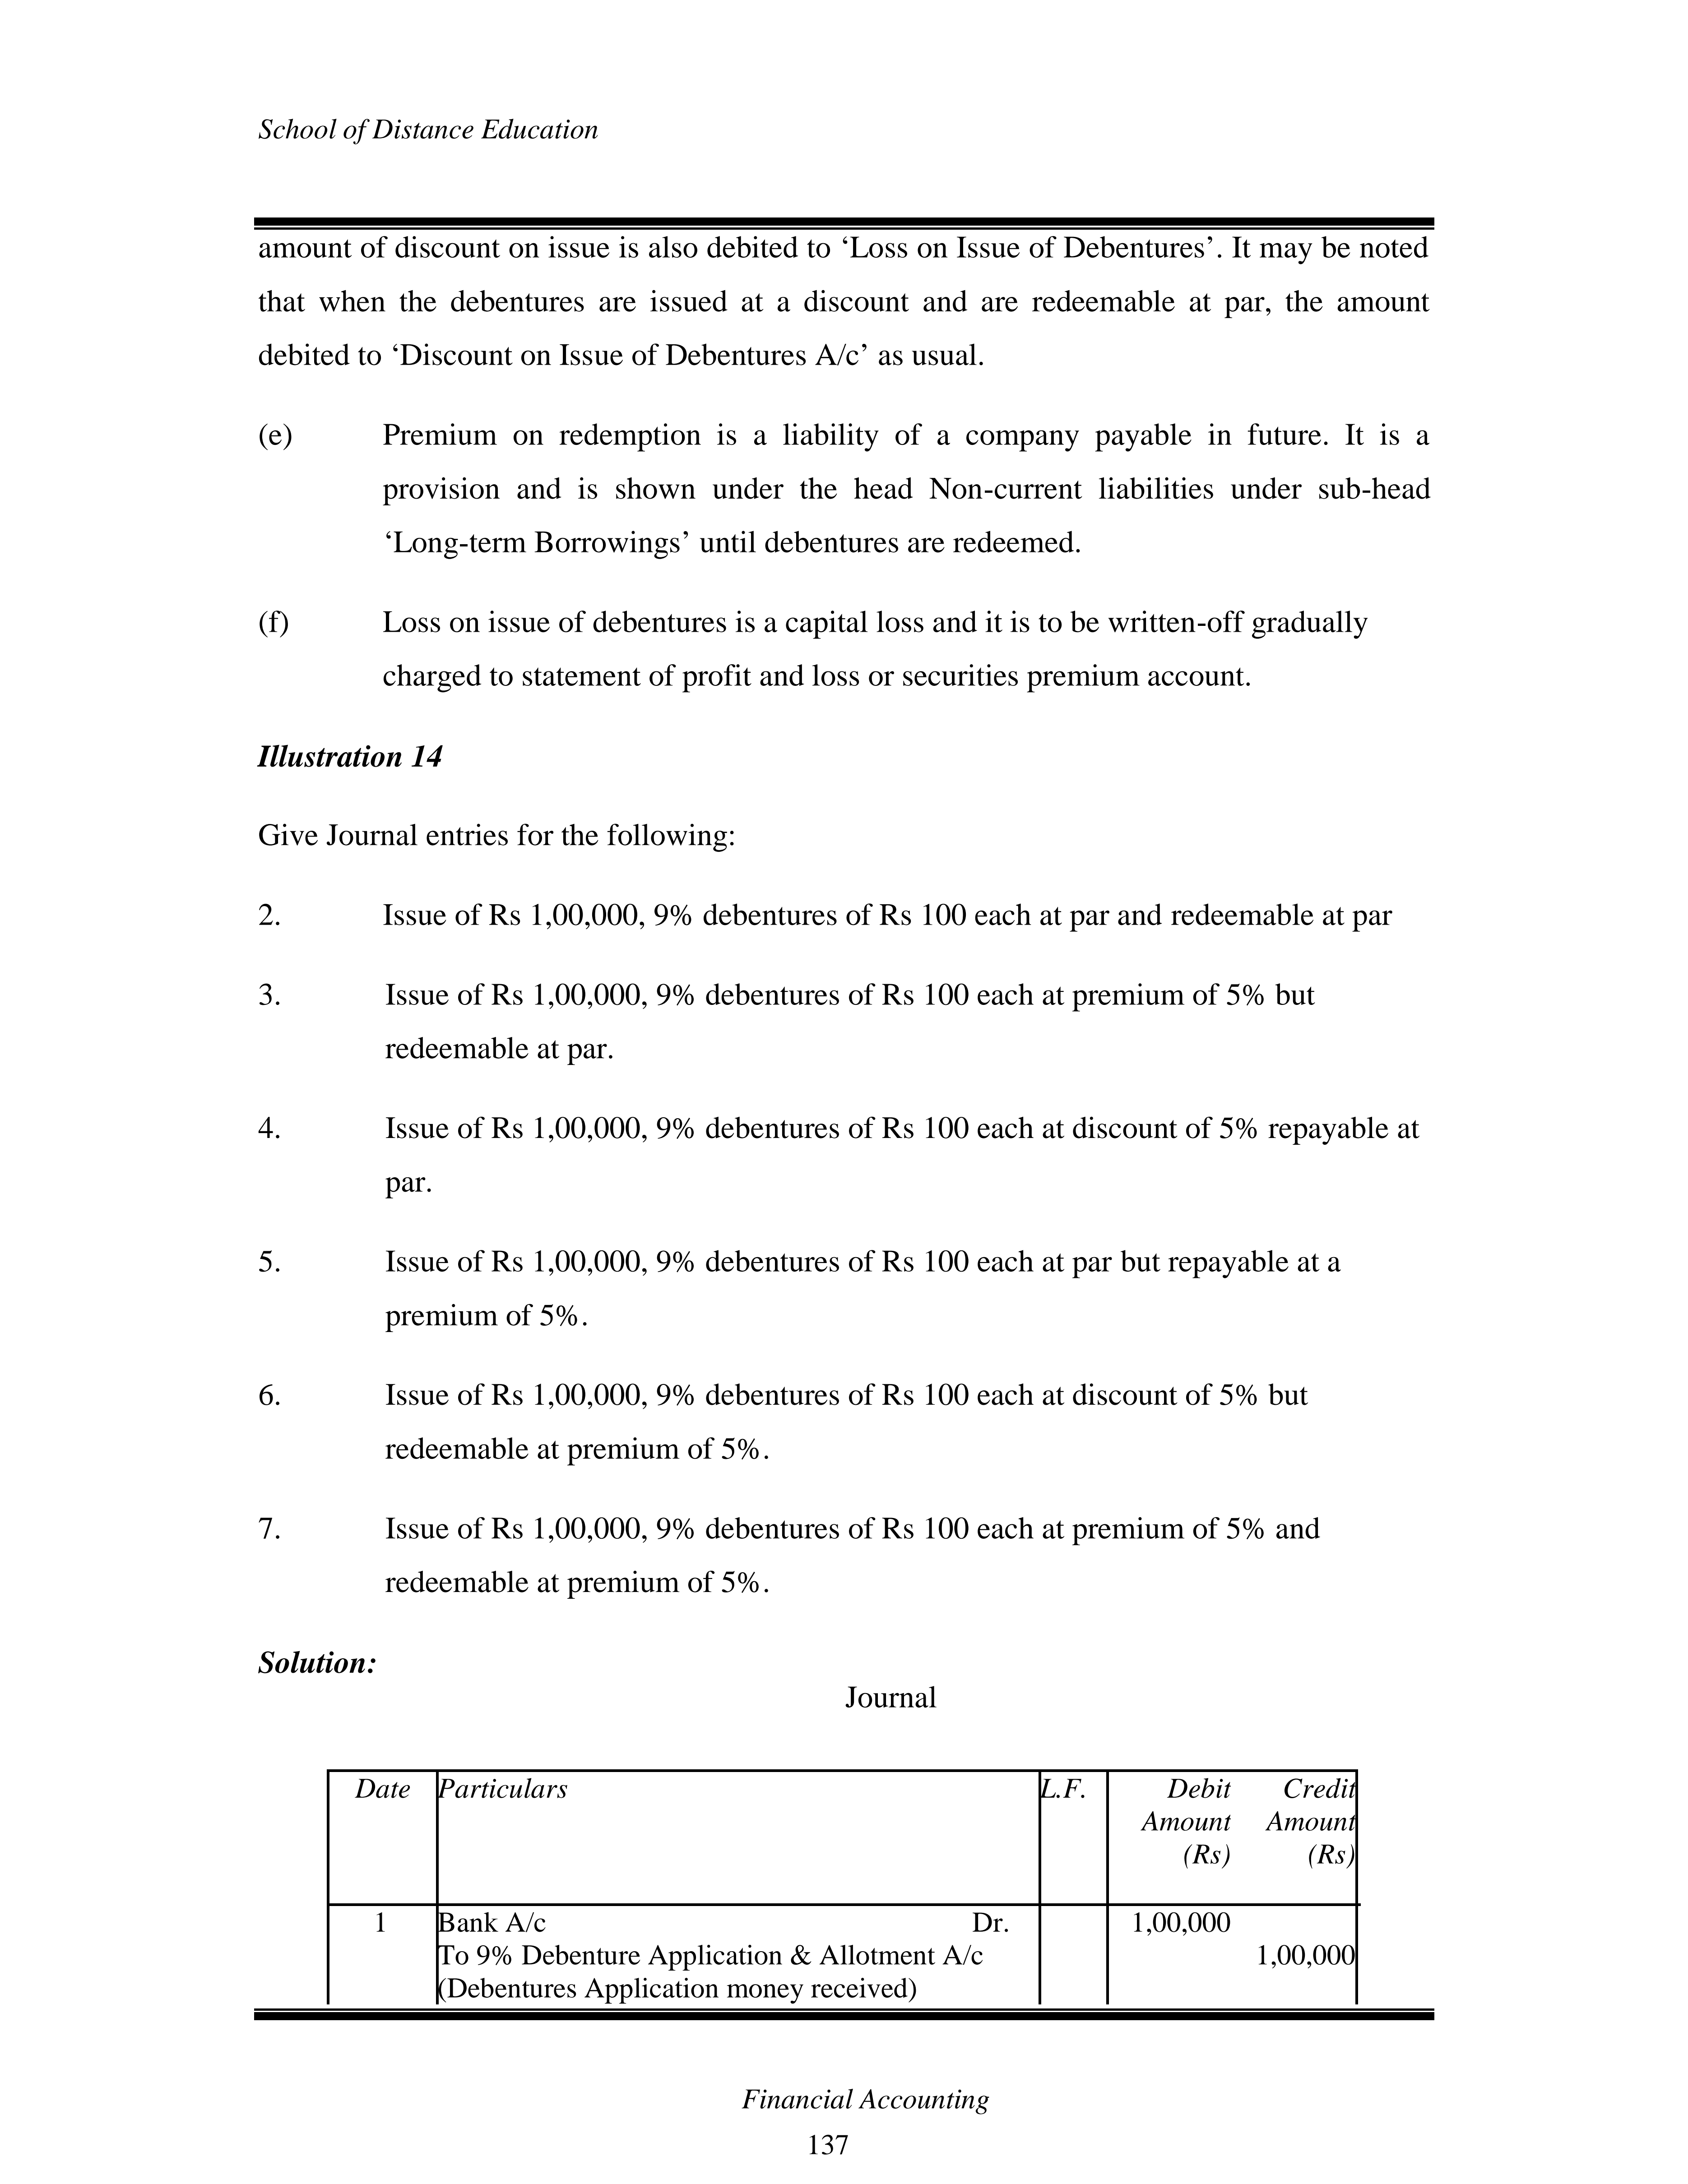 School of Distance Education
amount of discount on issue is also debited to ‘Loss on Issue of Debentures’. It may be noted
that when the debentures are issued at a discount and are redeemable at par, the amount
debited to ‘Discount on Issue of Debentures A/c’ as usual.
(e) Premium on redemption is a liability of a company payable in future. It is a
provision and is shown under the head Non-current liabilities under sub-head
‘Long-term Borrowings’ until debentures are redeemed.
(f) Loss on issue of debentures is a capital loss and it is to be written-off gradually
charged to statement of profit and loss or securities premium account.
Illustration 14
Give Journal entries for the following:
2. Issue of Rs 1,00,000, 9% debentures of Rs 100 each at par and redeemable at par
3. Issue of Rs 1,00,000, 9% debentures of Rs 100 each at premium of 5% but
redeemable at par.
4. Issue of Rs 1,00,000, 9% debentures of Rs 100 each at discount of 5% repayable at
par.
5. Issue of Rs 1,00,000, 9% debentures of Rs 100 each at par but repayable at a
premium of 5%.
6. Issue of Rs 1,00,000, 9% debentures of Rs 100 each at discount of 5% but
redeemable at premium of 5%.
7. Issue of Rs 1,00,000, 9% debentures of Rs 100 each at premium of 5% and
redeemable at premium of 5%.
Solution:
Journal
Date Particulars L.F. Debit Credit
Amount Amount
(Rs) (Rs)
1 Bank A/c Dr. 1,00,000
To 9% Debenture Application & Allotment A/c 1,00,000
(Debentures Application money received)
Financial Accounting
137